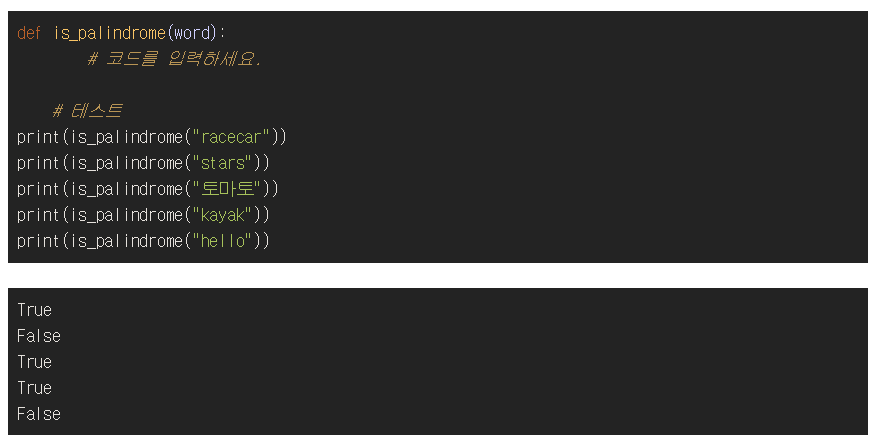 def is_palindrome(word):
# 코드를 입력하세요.
# 테스트
print(is_palindrome("racecar"))
print(is_palindrome("stars"))
print(is_palindrome("토마토"))
print(is_palindrome("kayak"))
print(is_palindrome("hello"))
True
False
True
True
False